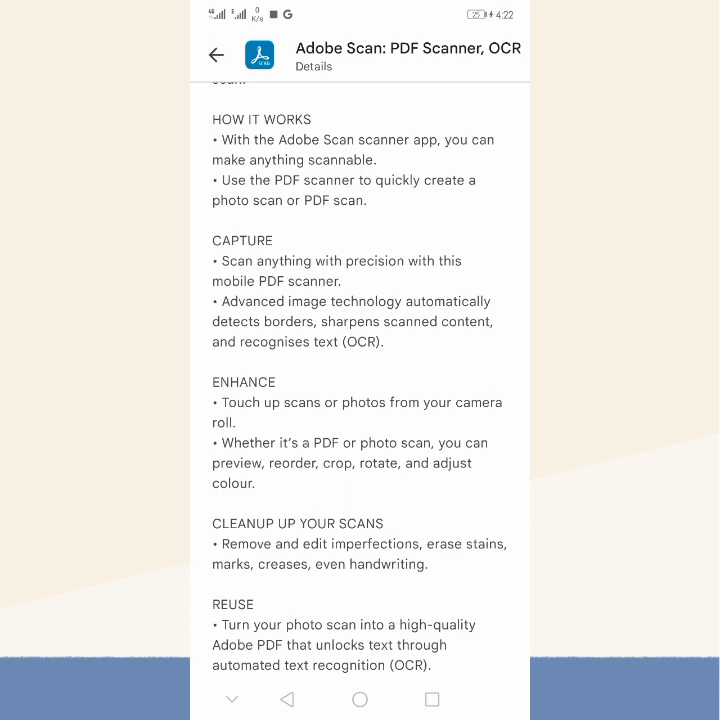 4G 6 0 K/s G 25 4:22
Adobe Scan: PDF Scanner, OCR
Details
HOW IT WORKS
• With the Adobe Scan scanner app, you can
make anything scannable.
• Use the PDF scanner to quickly create a
photo scan or PDF scan.
CAPTURE
• Scan anything with precision with this
mobile PDF scanner.
• Advanced image technology automatically
detects borders, sharpens scanned content,
and recognises text (OCR).
ENHANCE
• Touch up scans or photos from your camera
roll.
• Whether it's a PDF or photo scan, you can
preview, reorder, crop, rotate, and adjust
colour.
CLEANUP UP YOUR SCANS
• Remove and edit imperfections, erase stains,
marks, creases, even handwriting.
REUSE
• Turn your photo scan into a high-quality
Adobe PDF that unlocks text through
automated text recognition (OCR).